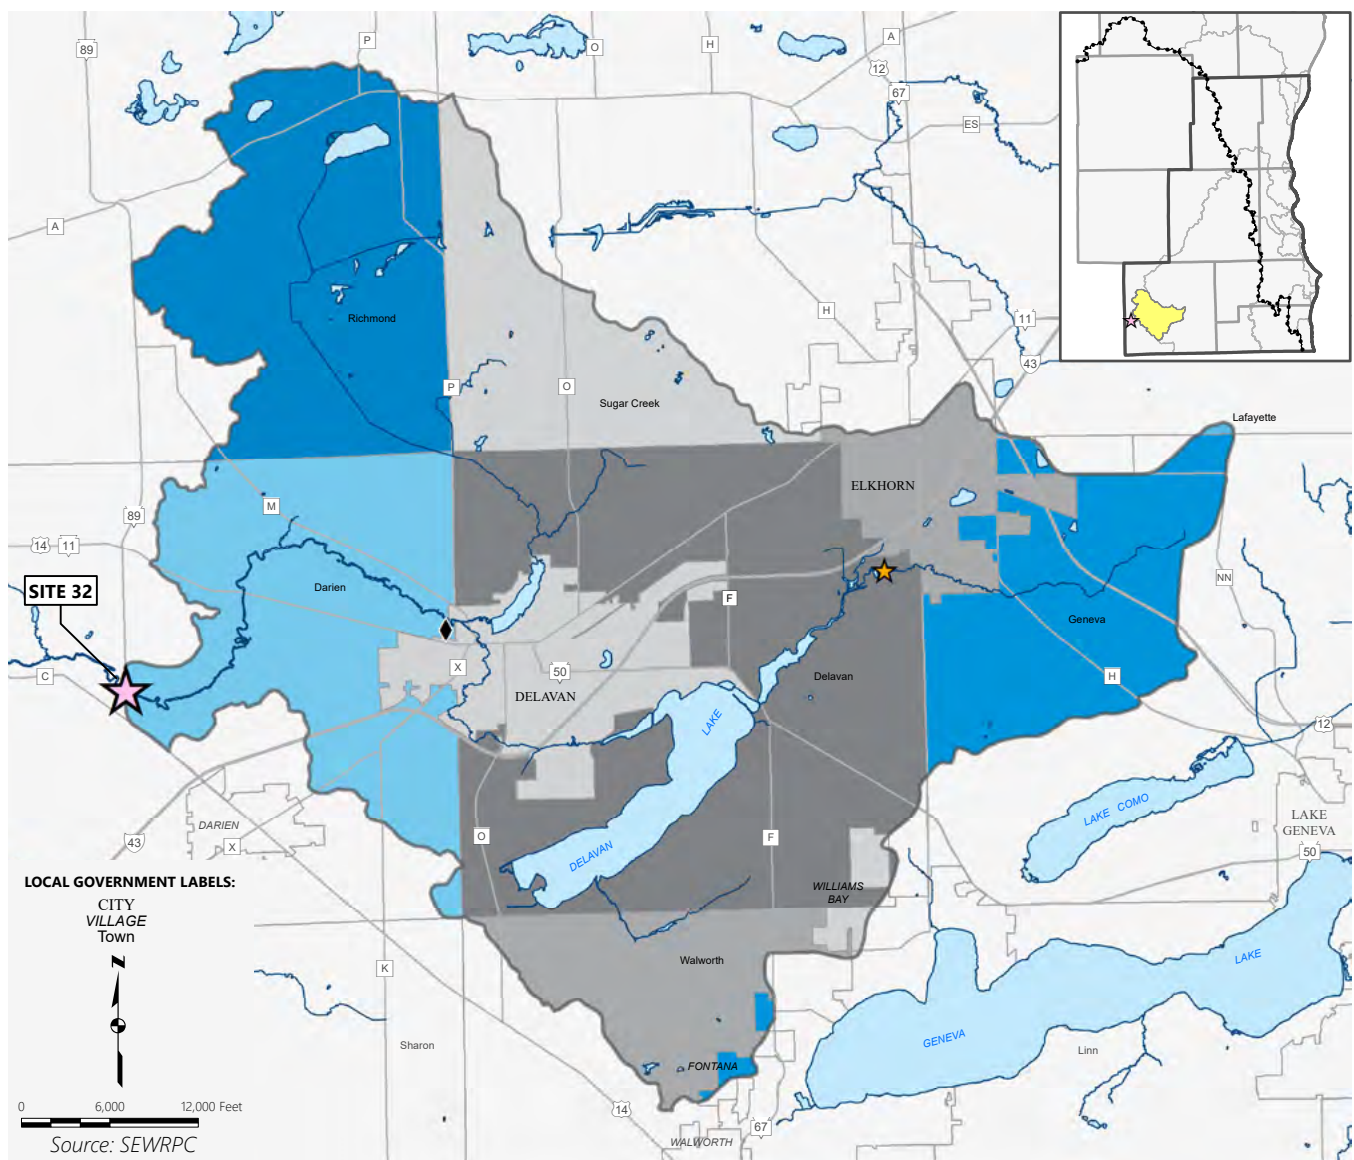 89
P
O
H
A
12
67
ES
A
H
11
43
Richmond
P
O
Sugar Creek
Lafayette
ELKHORN
M
89
14
11
SITE 32
Darien
F
NN
Geneva
C
X
50
DELAVAN
Delavan
H
LAKE
12
LAKE COMO
LAKE
GENEVA
50
DARIEN
43
X
O
F
DELAVAN
WILLIAMS
BAY
LOCAL GOVERNMENT LABELS:
CITY
VILLAGE
Town
N
K
Walworth
LAKE
GENEVA
Sharon
Linn
FONTANA
0 6,000 12,000 Feet
14
67
WALWORTH
Source: SEWRPC